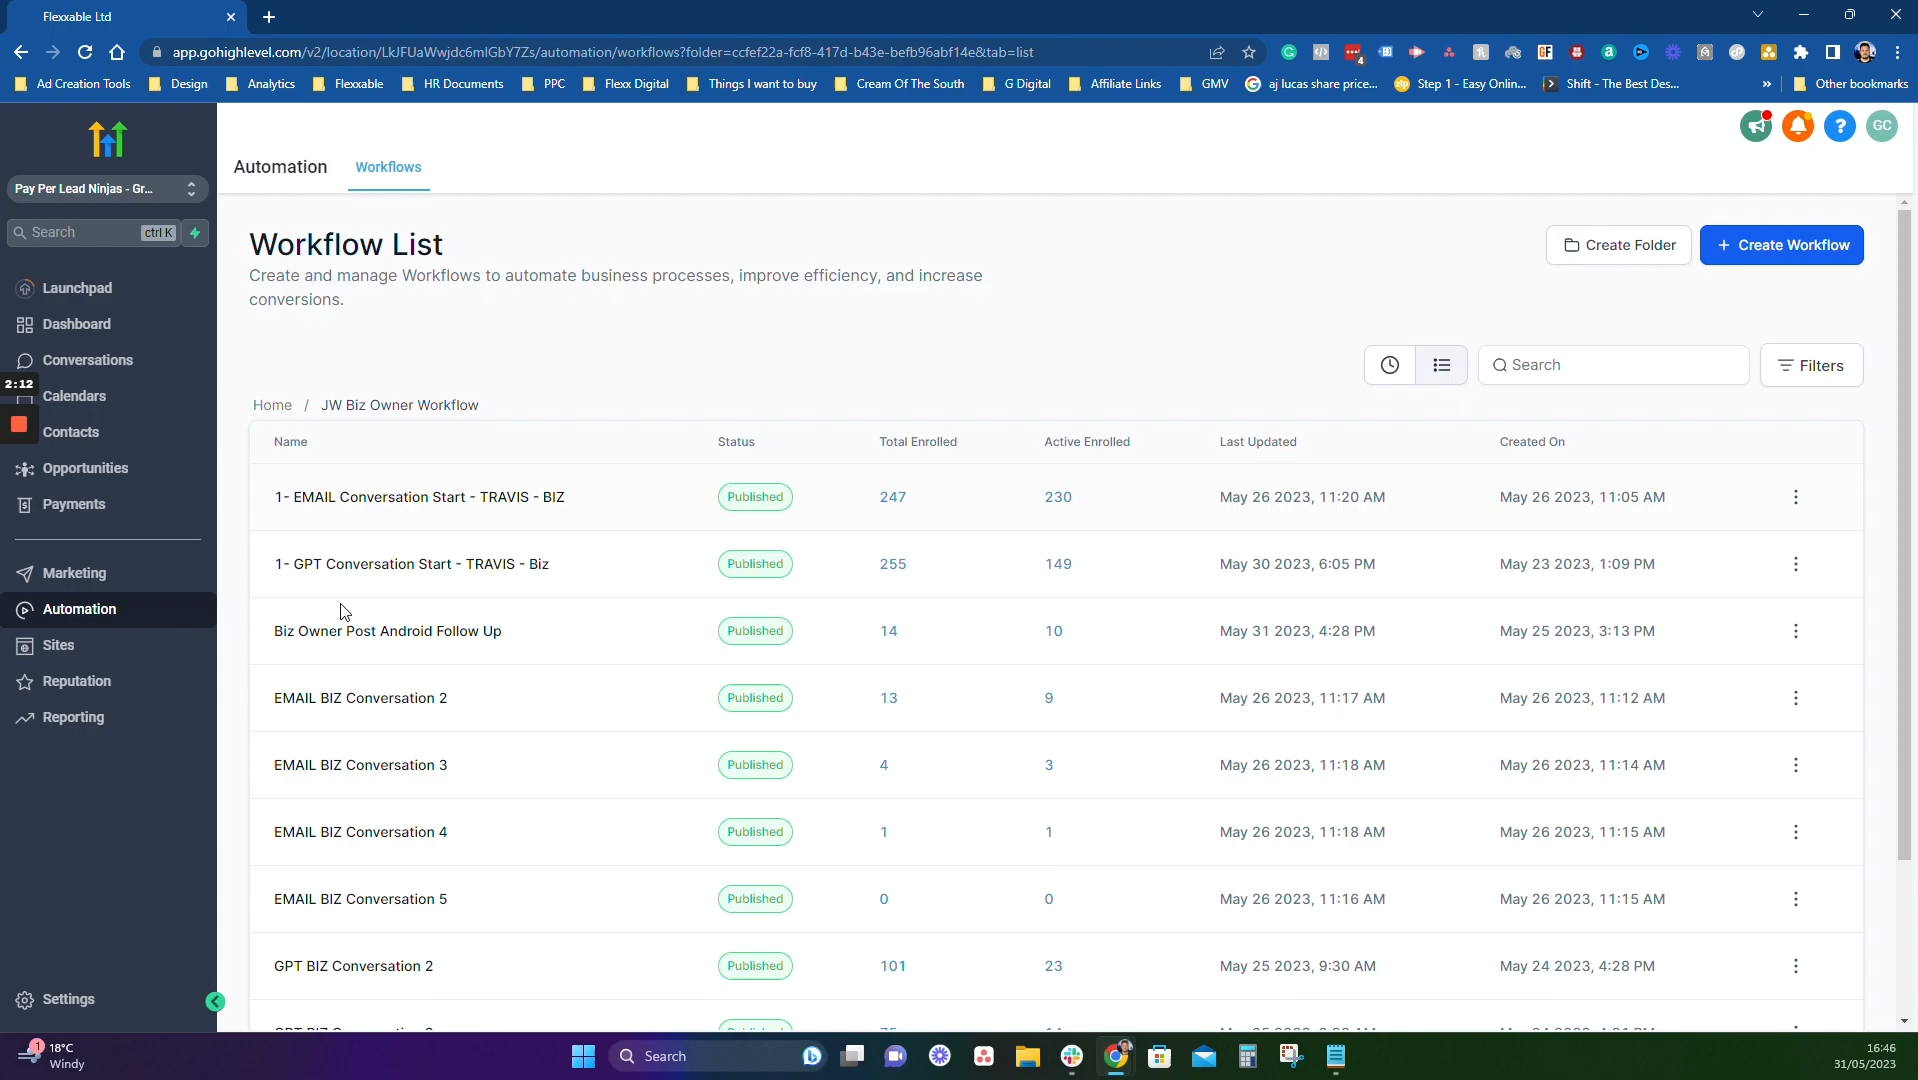 Flexxable Ltd
app.gohighlevel.com/v2/location/LkJFUaWwjdc6mlGbY7Zs/automation/workflows?folder=ccfef22a-fcf8-417d-b43e-befb96abf14e&tab=list
Ad Creation Tools
Design
Analytics
Flexxable
HR Documents
PPC
Flexx Digital
Things I want to buy
Cream Of The South
G Digital
Affiliate Links
GMV
aj lucas share price...
Step 1 - Easy Onlin...
Shift - The Best Des...
»
Other bookmarks
GC
Automation
Workflows
Pay Per Lead Ninjas - Gr...
Search
ctrl K
Launchpad
Dashboard
Conversations
2:12
Calendars
Contacts
Opportunities
Payments
Marketing
Automation
Sites
Reputation
Reporting
Settings
Workflow List
Create and manage Workflows to automate business processes, improve efficiency, and increase
conversions.
Create Folder
+ Create Workflow
Search
Filters
Home / JW Biz Owner Workflow
Name Status Total Enrolled Active Enrolled Last Updated Created On
1- EMAIL Conversation Start - TRAVIS - BIZ Published 247 230 May 26 2023, 11:20 AM May 26 2023, 11:05 AM
1- GPT Conversation Start - TRAVIS - Biz Published 255 149 May 30 2023, 6:05 PM May 23 2023, 1:09 PM
Biz Owner Post Android Follow Up Published 14 10 May 31 2023, 4:28 PM May 25 2023, 3:13 PM
EMAIL BIZ Conversation 2 Published 13 9 May 26 2023, 11:17 AM May 26 2023, 11:12 AM
EMAIL BIZ Conversation 3 Published 4 3 May 26 2023, 11:18 AM May 26 2023, 11:14 AM
EMAIL BIZ Conversation 4 Published 1 1 May 26 2023, 11:18 AM May 26 2023, 11:15 AM
EMAIL BIZ Conversation 5 Published 0 0 May 26 2023, 11:16 AM May 26 2023, 11:15 AM
GPT BIZ Conversation 2 Published 101 23 May 25 2023, 9:30 AM May 24 2023, 4:28 PM
1
18°C
Windy
Search
16:46
31/05/2023